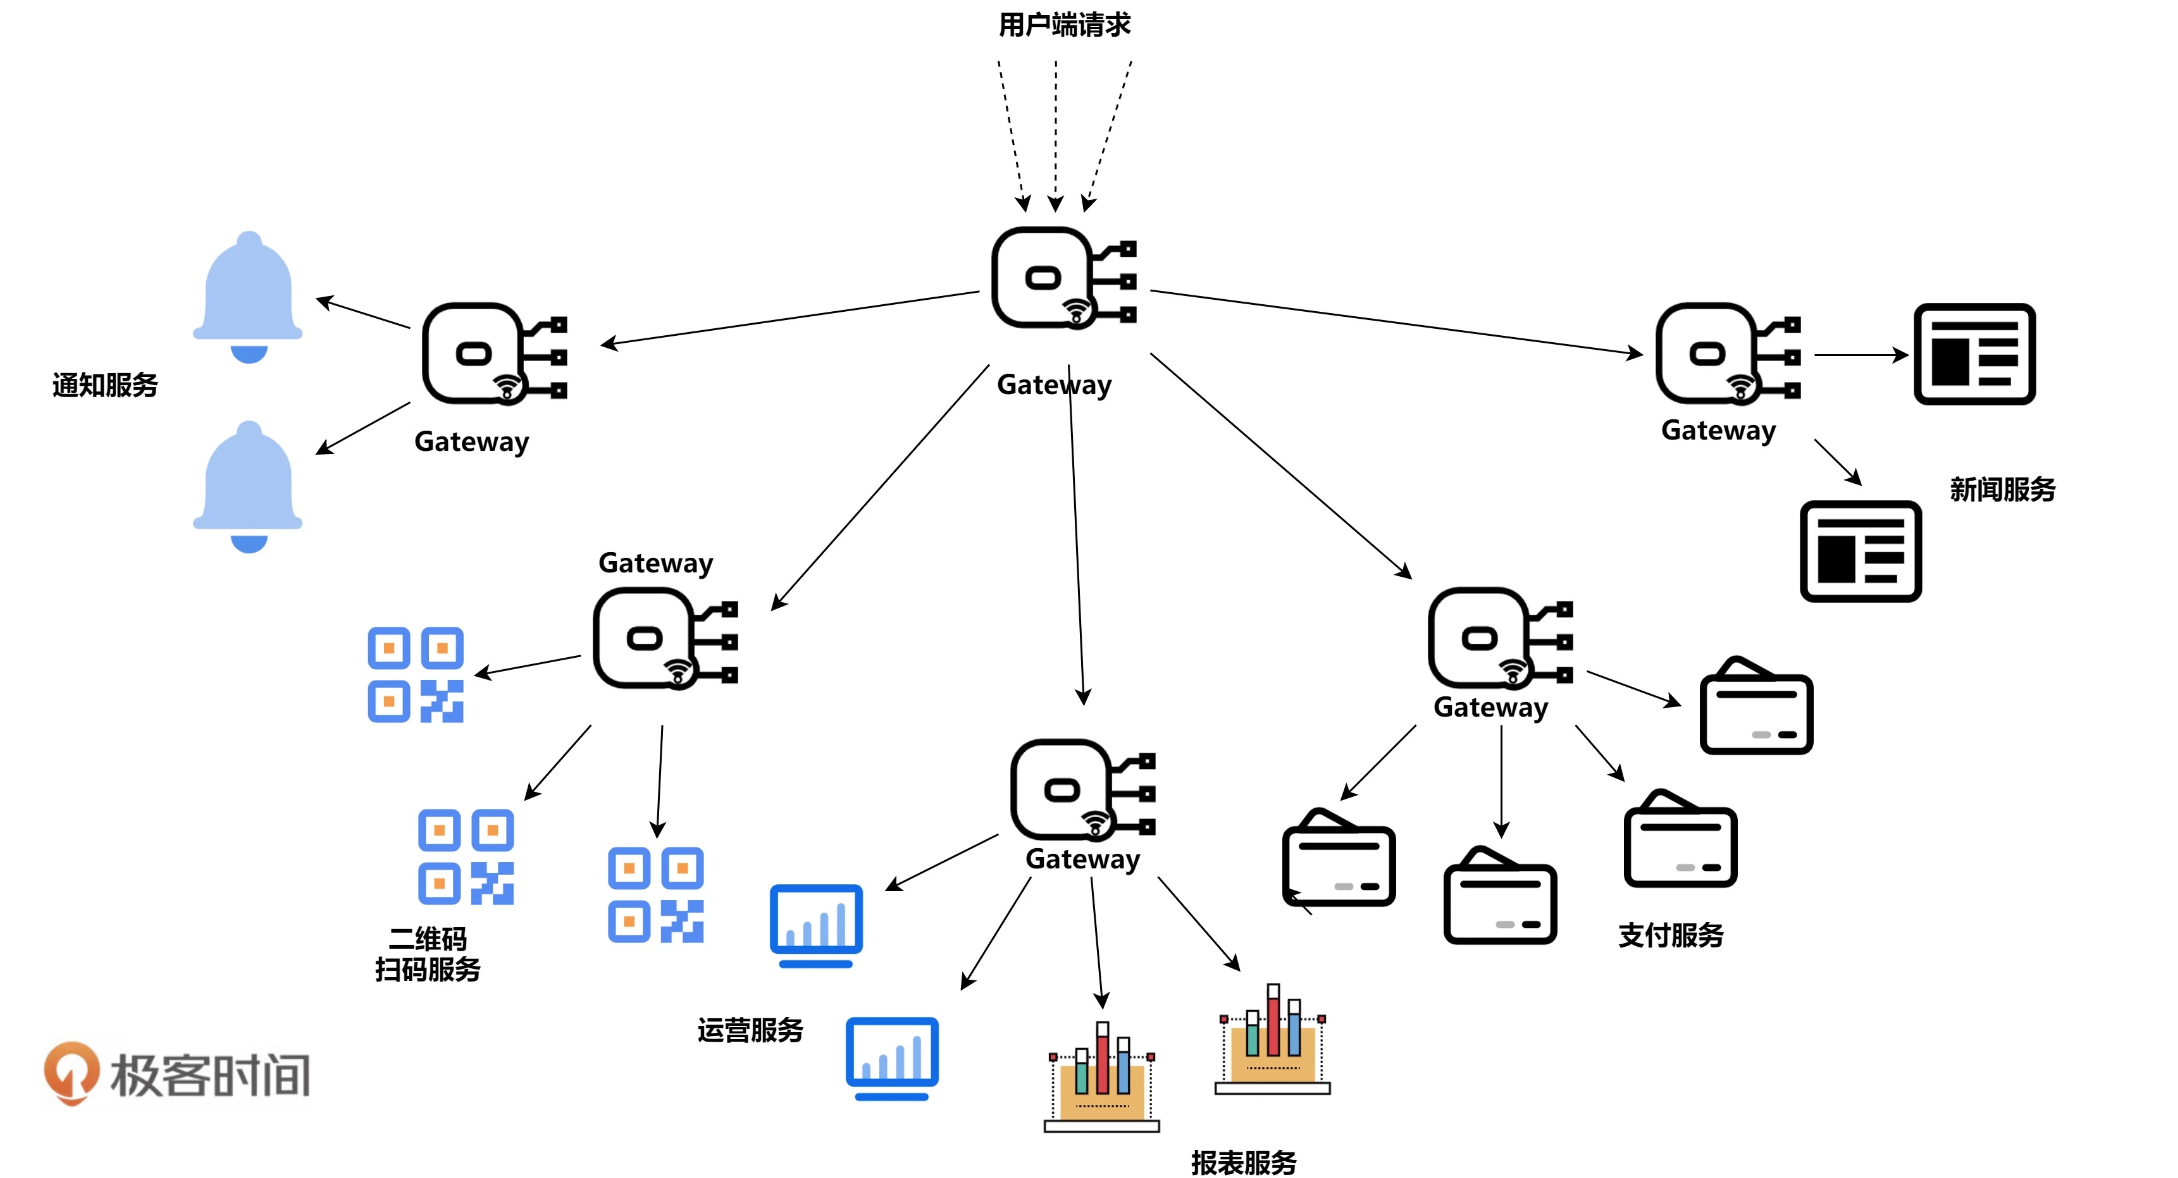 用户端请求
Gateway
通知服务
Gateway
Gateway
新闻服务
Gateway
Gateway
Gateway
二维码
扫码服务
支付服务
运营服务
报表服务
极客时间